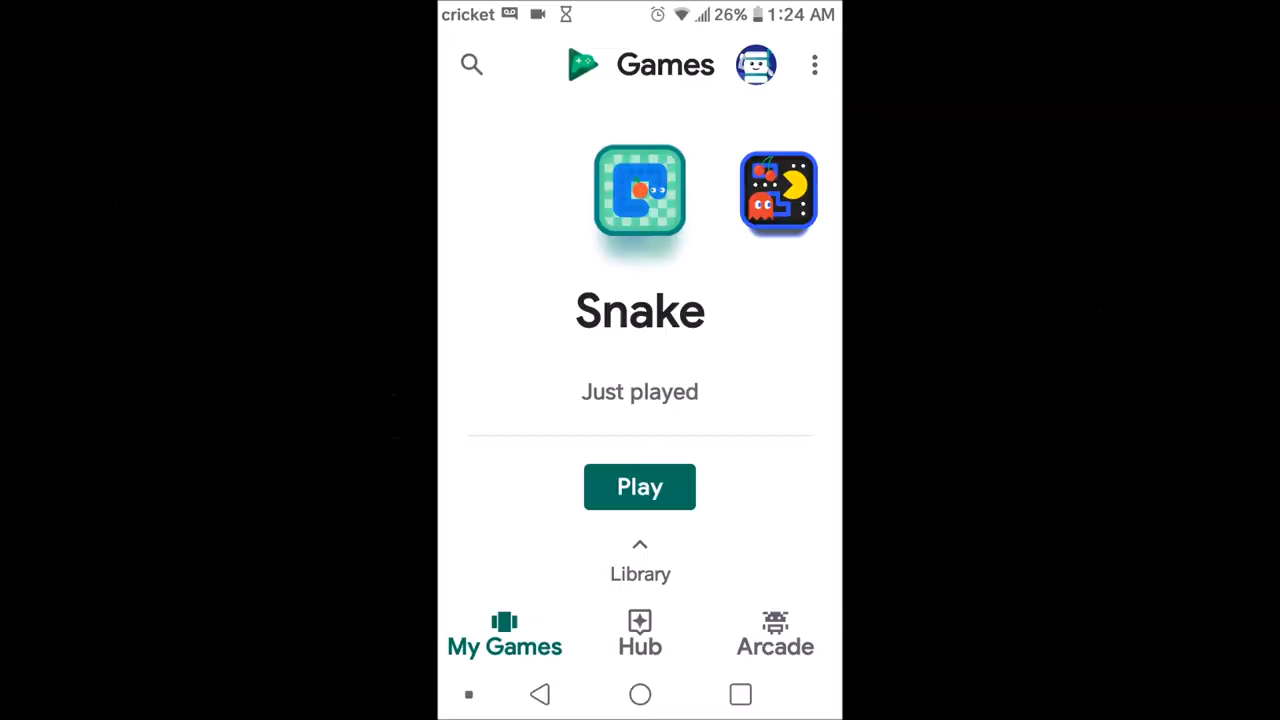 cricket 26% 1:24 AM
Games
Snake
Just played
Play
Library
My Games Hub Arcade